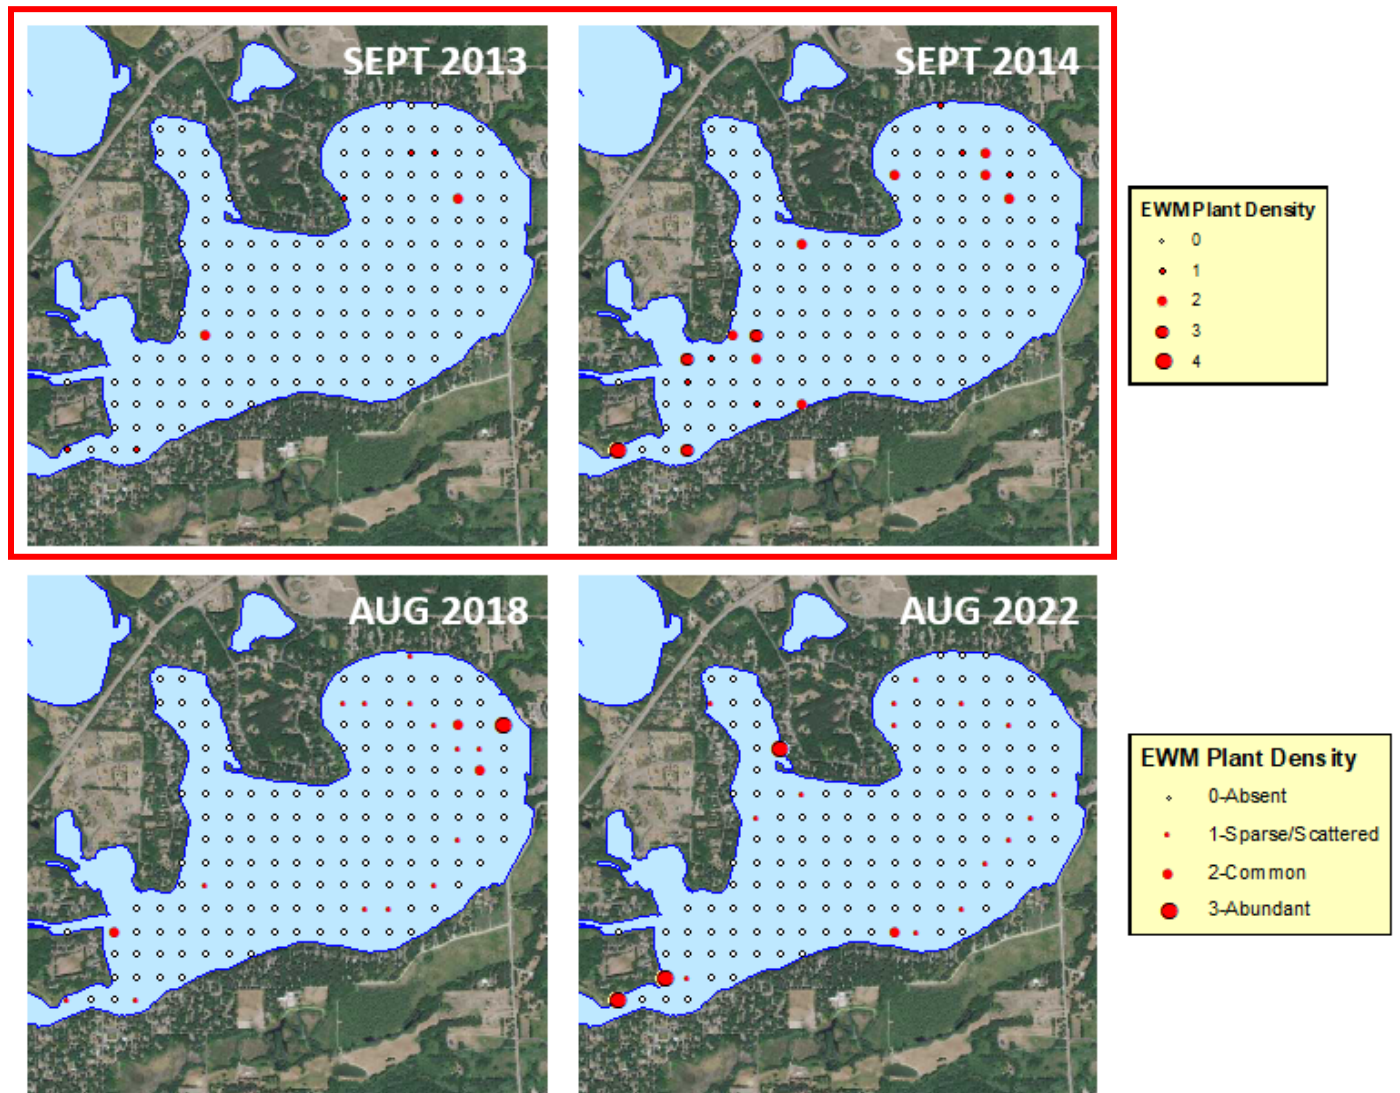 SEPT 2013
SEPT 2014
EWM Plant Density
0
1
2
3
4
AUG 2018
AUG 2022
EWM Plant Density
0-Absent
1-Sparse/Scattered
2-Common
3-Abundant